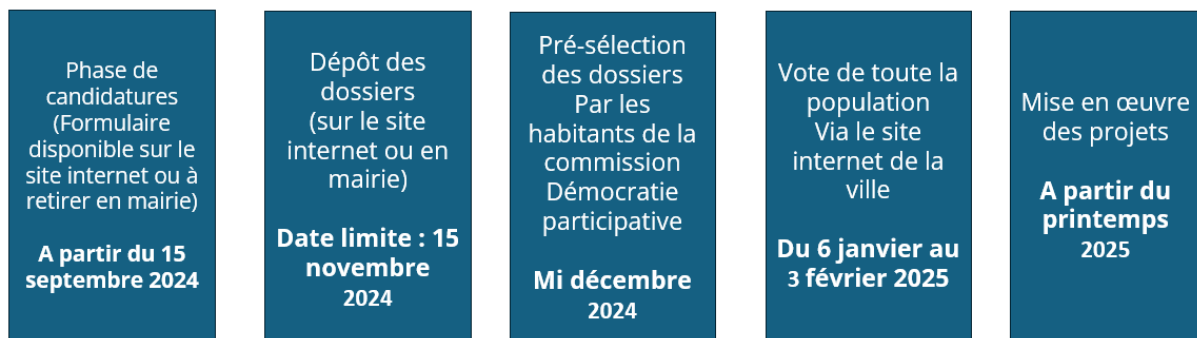 Phase de
candidatures
(Formulaire
disponible sur le
site internet ou à
retirer en mairie)
A partir du 15
septembre 2024
Dépôt des
dossiers
(sur le site
internet ou en
mairie)
Date limite : 15
novembre
2024
Pré-sélection
des dossiers
Par les
habitants de la
commission
Démocratie
participative
Mi décembre
2024
Vote de toute la
population
Via le site
internet de la
ville
Du 6 janvier au
3 février 2025
Mise en œuvre
des projets
A partir du
printemps
2025